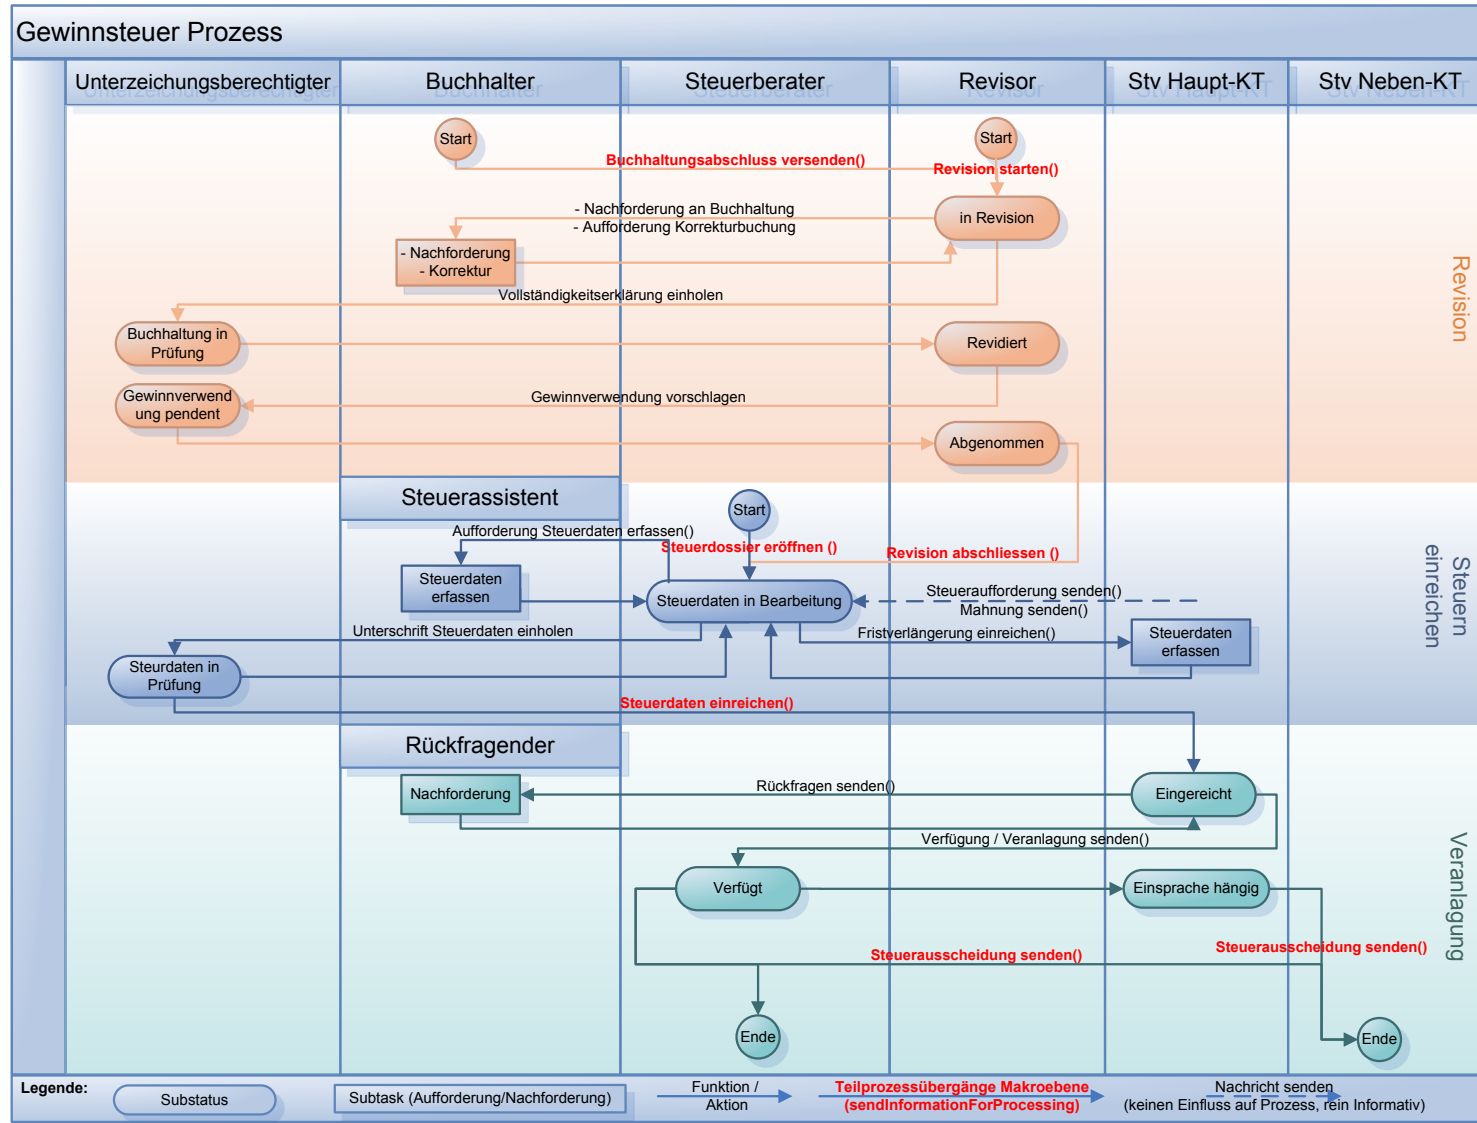 Gewinnsteuer Prozess
Unterzeichungsberechtigter
Buchhalter
Steuerberater
Revisor
Stv Haupt-KT
Stv Neben-KT
Start
Start
Buchhaltungsabschluss versenden()
Revision starten()
- Nachforderung an Buchhaltung
- Aufforderung Korrekturbuchung
in Revision
- Nachforderung
- Korrektur
Revision
Vollständigkeitserklärung einholen
Buchhaltung in
Prüfung
Revidiert
Gewinnverwend
ung pendent
Gewinnverwendung vorschlagen
Abgenommen
Steuerassistent
Start
Aufforderung Steuerdaten erfassen()
Steuerdossier eröffnen ()
Revision abschliessen ()
Steuern
einreichen
Steuerdaten
erfassen
Steuerdaten in Bearbeitung
Steueraufforderung senden()
Mahnung senden()
Unterschrift Steuerdaten einholen
Fristverlängerung einreichen()
Steuerdaten
erfassen
Steurdaten in
Prüfung
Steuerdaten einreichen()
Rückfragender
Nachforderung
Rückfragen senden()
Eingereicht
Verfügung / Veranlagung senden()
Veranlagung
Verfügt
Einsprache hängig
Steuerausscheidung senden()
Steuerausscheidung senden()
Ende
Ende
Legende:
Substatus
Subtask (Aufforderung/Nachforderung)
Funktion /
Aktion
Teilprozessübergänge Makroebene
(sendInformationForProcessing)
Nachricht senden
(keinen Einfluss auf Prozess, rein Informativ)